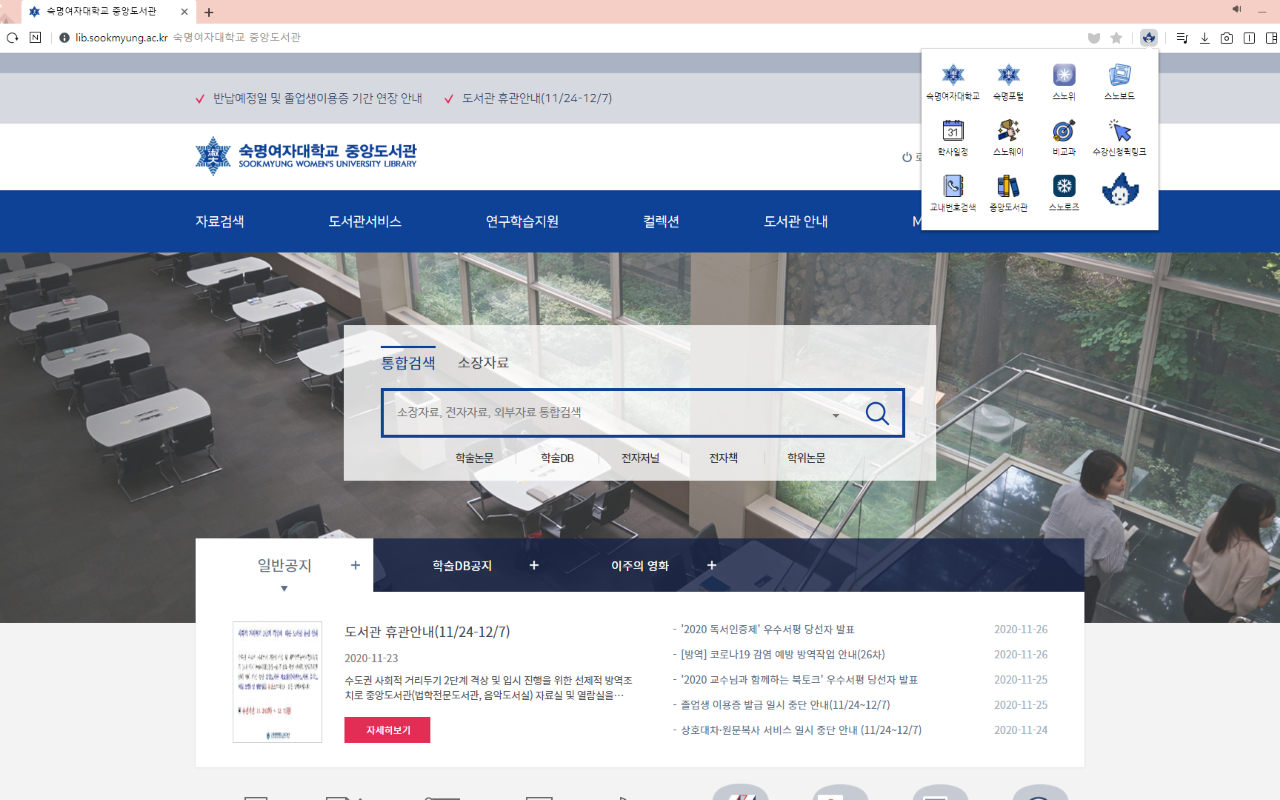 숙명여자대학교 중앙도서관
lib.sookmyung.ac.kr 숙명여자대학교 중앙도서관
숙명여자대학교 숙명포털 스노위 스노보드
31
학사일정 스노웨이 비교과 수강신청퀵링크
교내번호검색 중앙도서관 스노로즈
반납예정일 및 졸업생이용증 기간 연장 안내 도서관 휴관안내(11/24-12/7)
숙명여자대학교 중앙도서관
SOOKMYUNG WOMEN'S UNIVERSITY LIBRARY
자료검색 도서관서비스 연구학습지원 컬렉션 도서관 안내
통합검색 소장자료
소장자료, 전자자료, 외부자료 통합검색
학술논문 학술DB 전자저널 전자책 학위논문
일반공지 + 학술DB공지 + 이주의 영화 +
도서관 휴관안내(11/24-12/7)
2020-11-23
수도권 사회적 거리두기 2단계 격상 및 입시 진행을 위한 선제적 방역조
치로 중앙도서관(법학전문도서관, 음악도서실) 자료실 및 열람실을…
자세히보기
- '2020 독서인증제' 우수서평 당선자 발표 2020-11-26
- [방역] 코로나19 감염 예방 방역작업 안내(26차) 2020-11-26
- '2020 교수님과 함께하는 북토크' 우수서평 당선자 발표 2020-11-25
- 졸업생 이용증 발급 일시 중단 안내(11/24~12/7) 2020-11-25
- 상호대차·원문복사 서비스 일시 중단 안내 (11/24~12/7) 2020-11-24